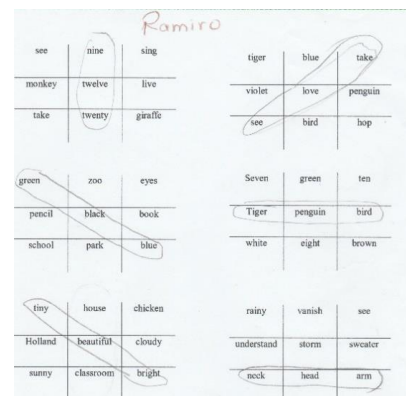 Ramiro
see nine sing
monkey twelve live
take twenty giraffe
tiger blue take
violet love penguin
see bird hop
green zoo eyes
pencil black book
school park blue
Seven green ten
Tiger penguin bird
white eight brown
tiny house chicken
Holland beautiful cloudy
sunny classroom bright
rainy vanish see
understand storm sweater
neck head arm